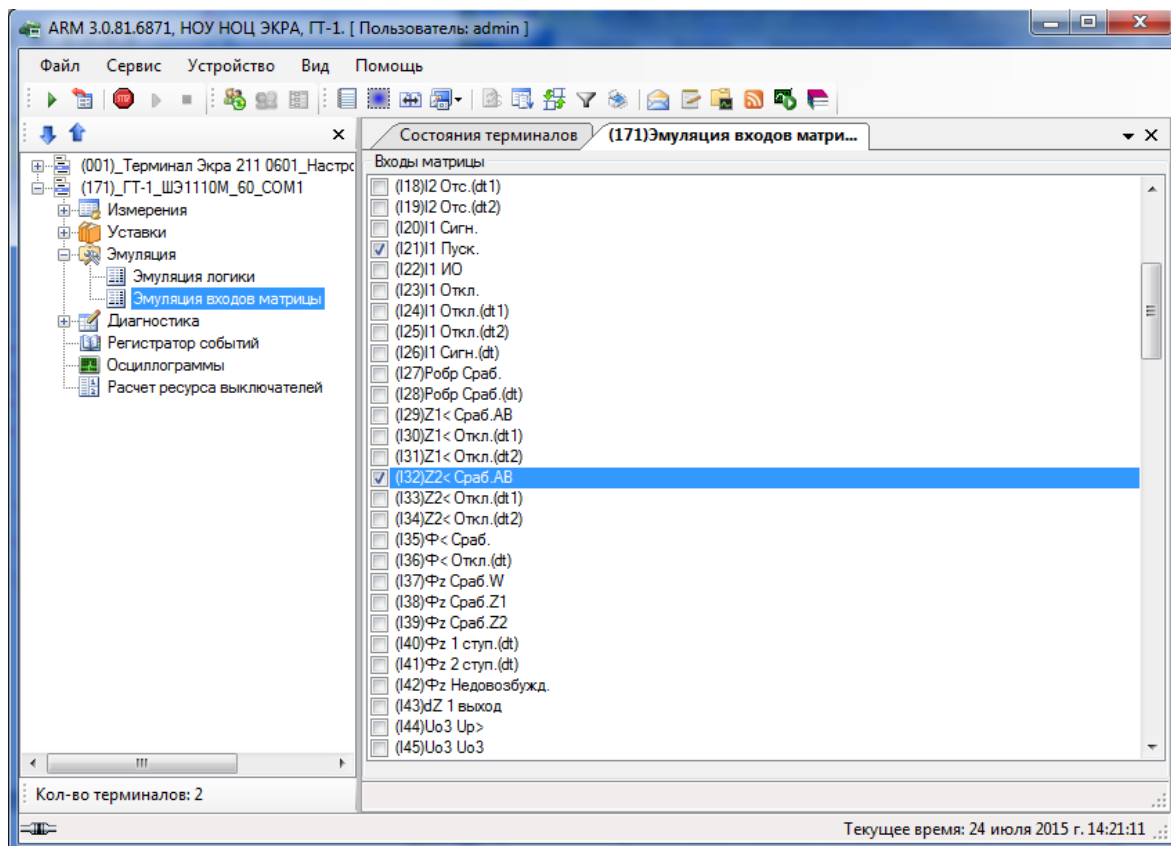 ARM 3.0.81.6871, НОУ НОЦ ЭКРА, ГТ-1. [ Пользователь: admin ]
Файл Сервис Устройство Вид Помощь
Состояния терминалов (171)Эмуляция входов матри...
(001)_Терминал Экра 211 0601_Настро
(171)_ГТ-1_ШЭ1110М_60_COM1
Измерения
Уставки
Эмуляция
Эмуляция логики
Эмуляция входов матрицы
Диагностика
Регистратор событий
Осциллограммы
Расчет ресурса выключателей
Кол-во терминалов: 2
Входы матрицы
(I18)I2 Отс.(dt1)
(I19)I2 Отс.(dt2)
(I20)I1 Сигн.
(I21)I1 Пуск.
(I22)I1 ИО
(I23)I1 Откл.
(I24)I1 Откл.(dt1)
(I25)I1 Откл.(dt2)
(I26)I1 Сигн.(dt)
(I27)Робр Сраб.
(I28)Робр Сраб.(dt)
(I29)Z1< Сраб.АВ
(I30)Z1< Откл.(dt1)
(I31)Z1< Откл.(dt2)
(I32)Z2< Сраб.АВ
(I33)Z2< Откл.(dt1)
(I34)Z2< Откл.(dt2)
(I35)Ф< Сраб.
(I36)Ф< Откл.(dt)
(I37)Фz Сраб.W
(I38)Фz Сраб.Z1
(I39)Фz Сраб.Z2
(I40)Фz 1 ступ.(dt)
(I41)Фz 2 ступ.(dt)
(I42)Фz Недовозбужд.
(I43)dZ 1 выход
(I44)Uo3 Up>
(I45)Uo3 Uo3
Текущее время: 24 июля 2015 г. 14:21:11